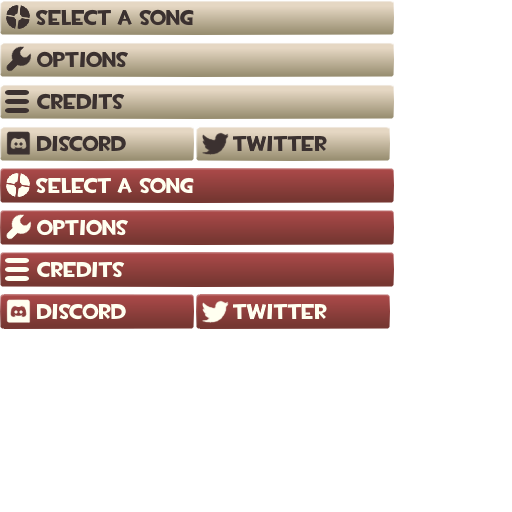 SELECT A SONG
OPTIONS
CREDITS
DISCORD TWITTER
SELECT A SONG
OPTIONS
CREDITS
DISCORD TWITTER